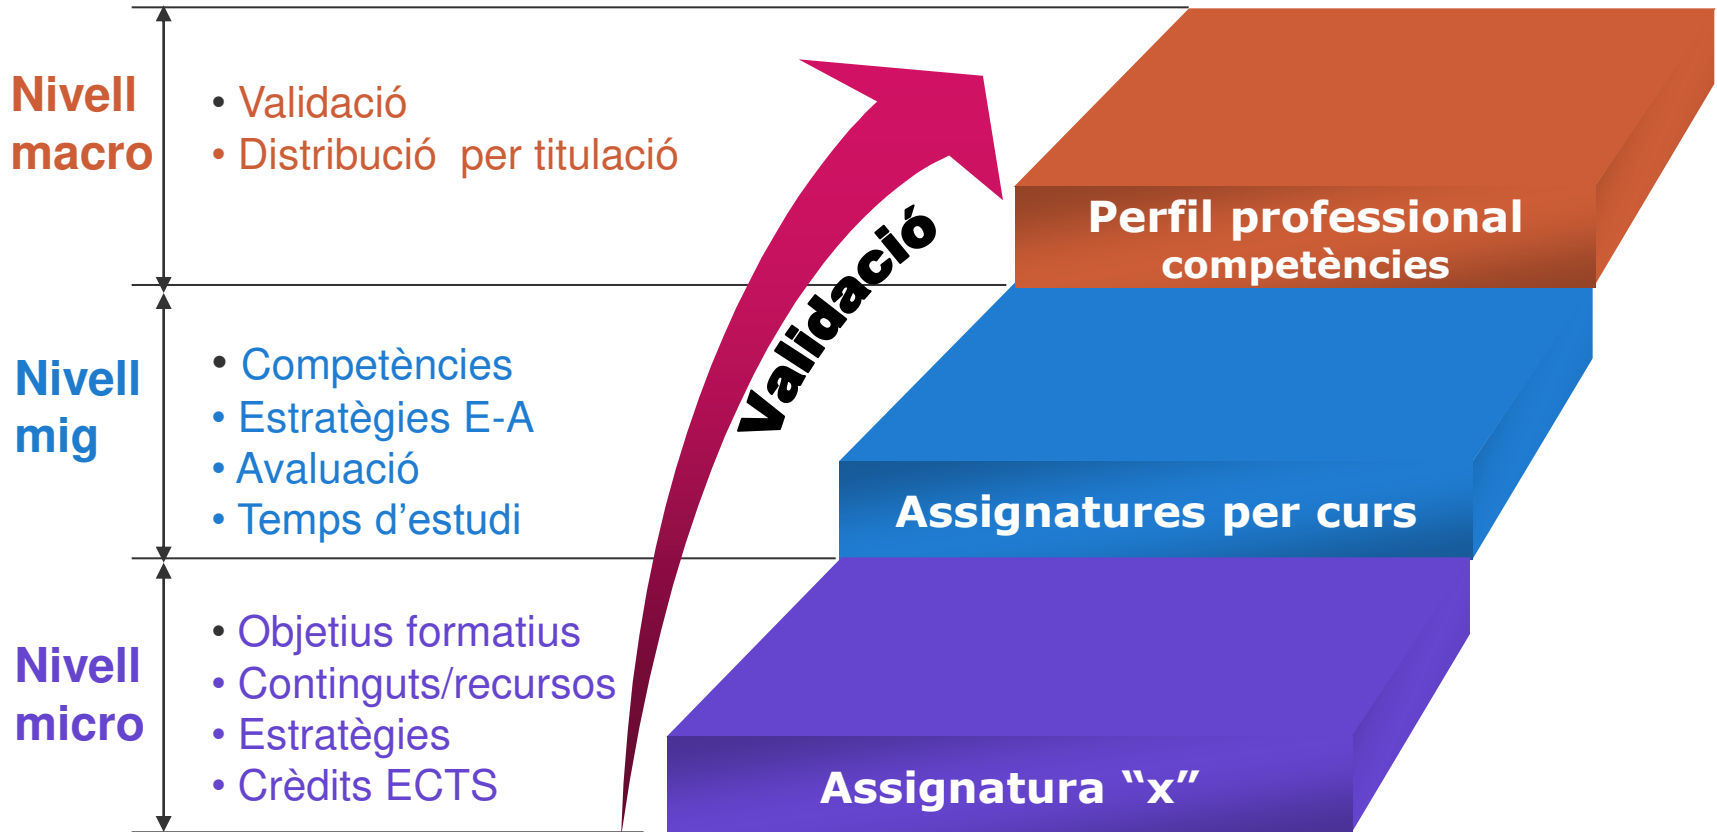 Nivell
macro
• Validació
• Distribució  per titulació
Validació
Perfil professional
competències
Nivell
mig
• Competències
• Estratègies E-A
• Avaluació
• Temps d’estudi
Assignatures per curs
Nivell
micro
• Objetius formatius
• Continguts/recursos
• Estratègies
• Crèdits ECTS
Assignatura “x”